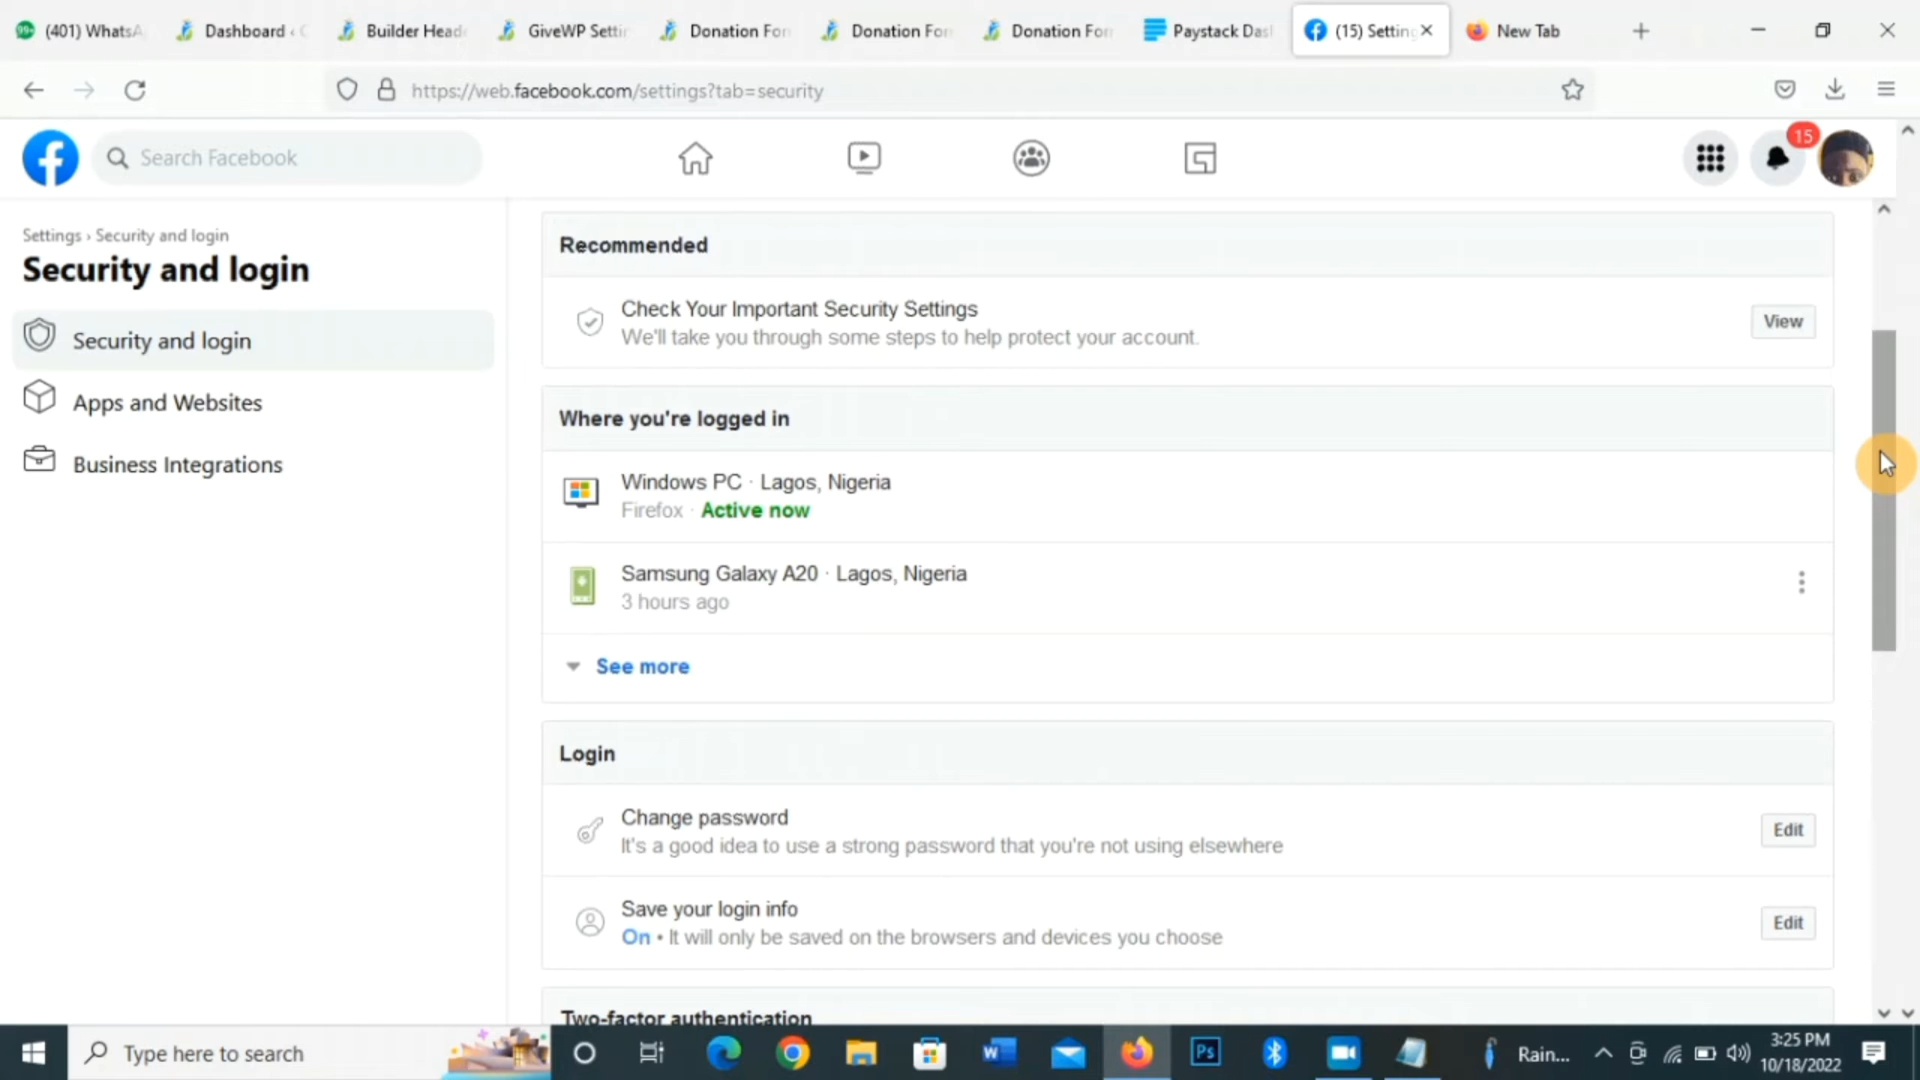 99+ (401) WhatsA
Dashboard ‹
Builder Head
GiveWP Settin
Donation For
Donation For
Donation For
Paystack Das
(15) Setting
New Tab
https://web.facebook.com/settings?tab=security
Search Facebook
15
Settings › Security and login
Security and login
Security and login
Apps and Websites
Business Integrations
Recommended
Check Your Important Security Settings
We'll take you through some steps to help protect your account.
View
Where you're logged in
Windows PC · Lagos, Nigeria
Firefox · Active now
Samsung Galaxy A20 · Lagos, Nigeria
3 hours ago
See more
Login
Change password
It's a good idea to use a strong password that you're not using elsewhere
Edit
Save your login info
On • It will only be saved on the browsers and devices you choose
Edit
Two-factor authentication
Type here to search
Ps
Rain...
3:25 PM
10/18/2022